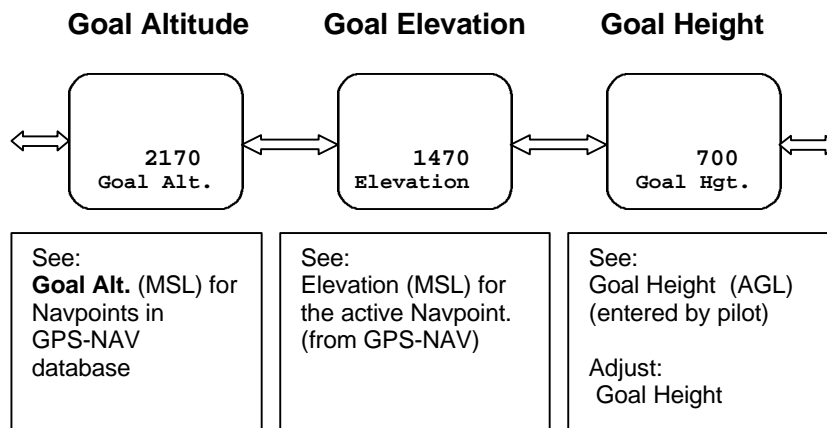 Goal Altitude
Goal Elevation
Goal Height
2170
Goal Alt.
1470
Elevation
700
Goal Hgt.
See:
Goal Alt. (MSL) for
Navpoints in
GPS-NAV
database
See:
Elevation (MSL) for
the active Navpoint.
(from GPS-NAV)
See:
Goal Height (AGL)
(entered by pilot)
Adjust:
Goal Height